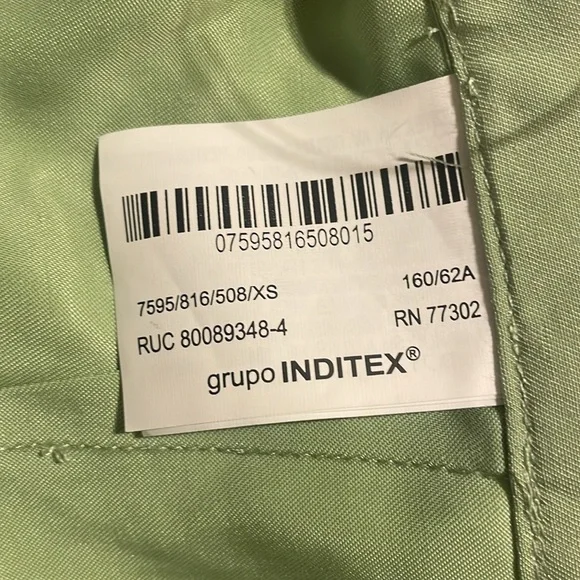 07595816508015
7595/816/508/XS 160/62A
RUC 80089348-4 RN 77302
grupo INDITEX®